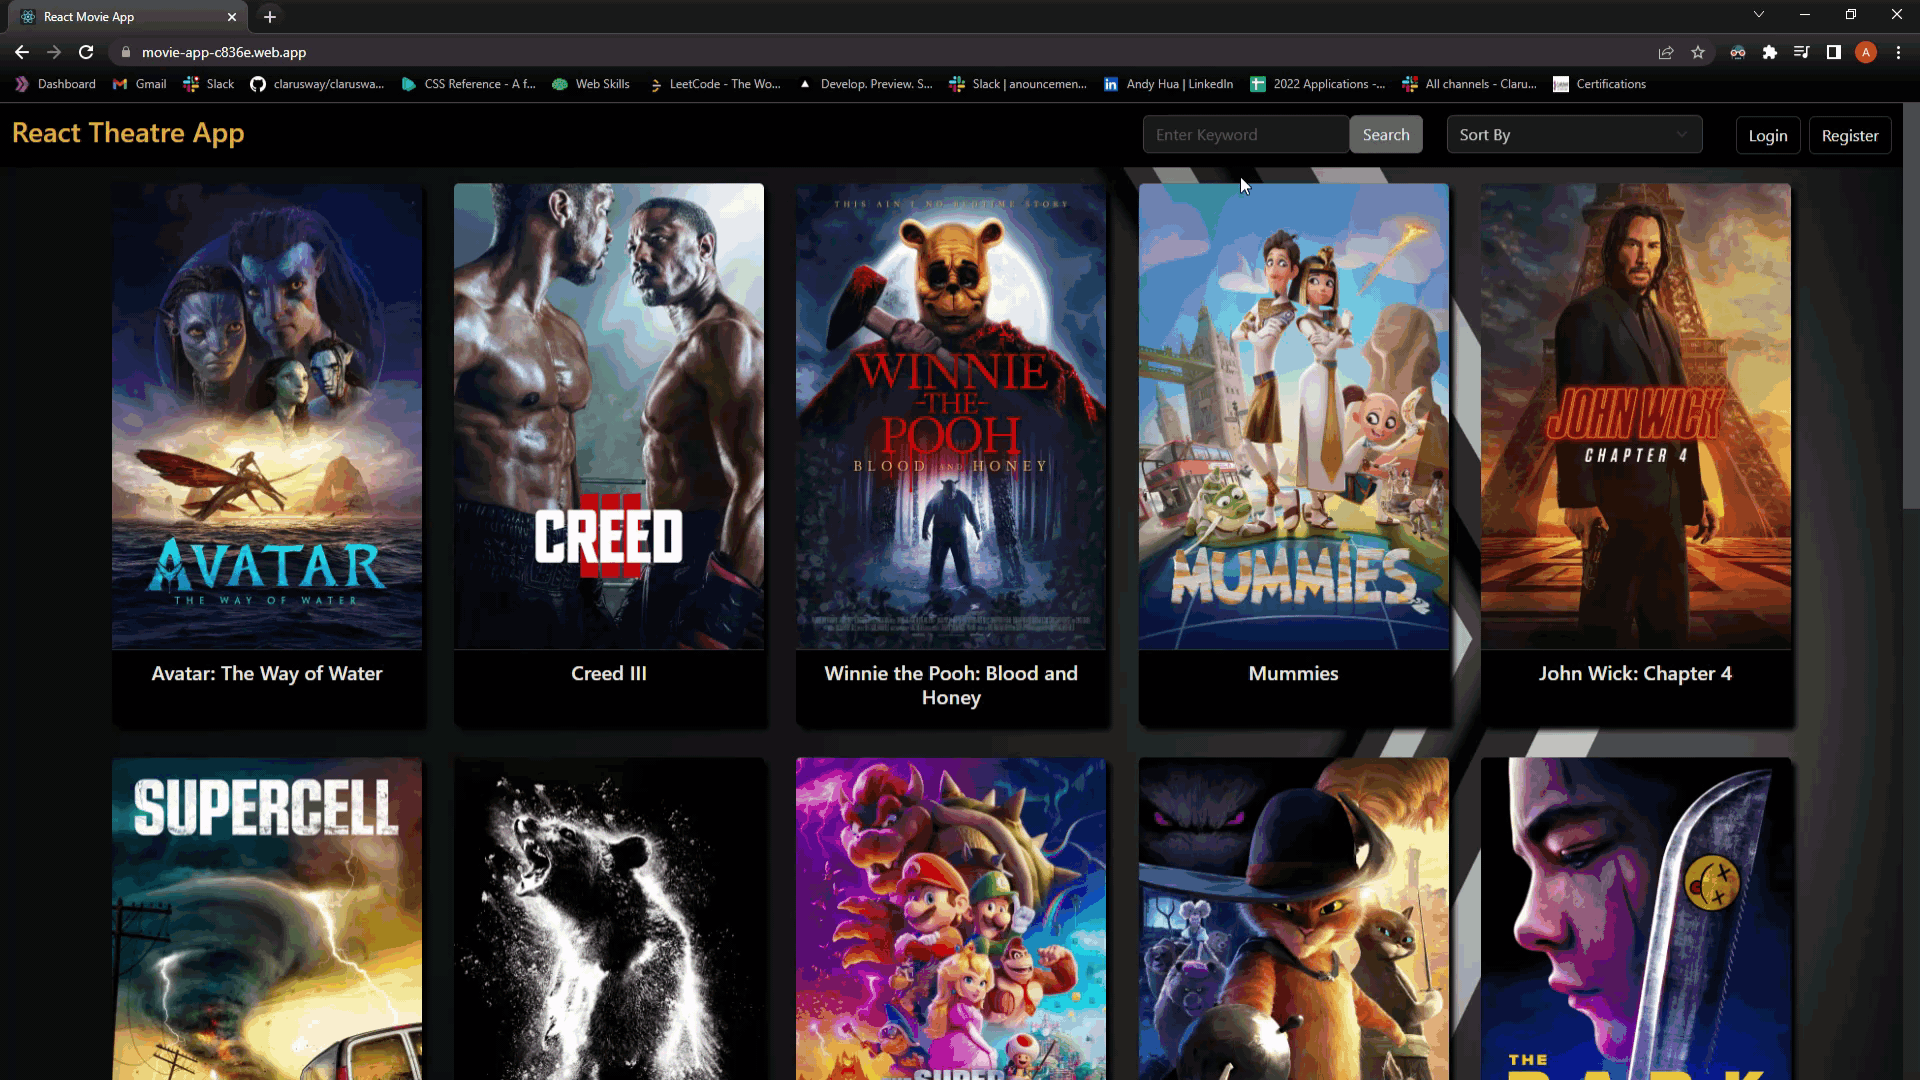 React Movie App
movie-app-c836e.web.app
A
Dashboard
Gmail
Slack
clarusway/claruswa...
CSS Reference - A f...
Web Skills
LeetCode - The Wo...
Develop. Preview. S...
Slack | anouncemen...
Andy Hua | LinkedIn
2022 Applications -...
All channels - Claru...
Certifications
React Theatre App
Enter Keyword
Search
Sort By
Login
Register
AVATAR
THE WAY OF WATER
CREED
III
THIS AIN'T NO BEDTIME STORY
WINNIE
-THE-
POOH
BLOOD AND HONEY
MUMMIES
JOHN WICK
CHAPTER 4
Avatar: The Way of Water
Creed III
Winnie the Pooh: Blood and
Honey
Mummies
John Wick: Chapter 4
SUPERCELL
SUPER
THE